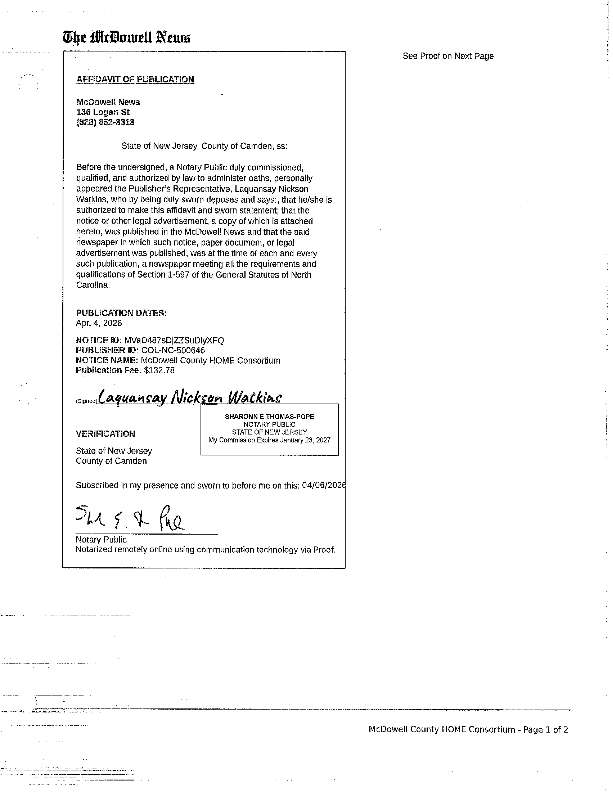 The McDowell News
See Proof on Next Page
AFFIDAVIT OF PUBLICATION
McDowell News
136 Logan St
(828) 652-3313
State of New Jersey, County of Camden, ss:
Before the undersigned, a Notary Public duly commissioned,
qualified, and authorized by law to administer oaths, personally
appeared the Publisher's Representative, Laquansay Nickson
Watkins, who by being duly sworn deposes and says:, that he/she is
authorized to make this affidavit and sworn statement; that the
notice or other legal advertisement, a copy of which is attached
hereto, was published in the McDowell News and that the said
newspaper in which such notice, paper document, or legal
advertisement was published, was at the time of each and every
such publication, a newspaper meeting all the requirements and
qualifications of Section 1-597 of the General Statutes of North
Carolina.
PUBLICATION DATES:
Apr. 4, 2026
NOTICE ID:
PUBLISHER ID: COL-NC-500646
NOTICE NAME: McDowell County HOME Consortium
Publication Fee: $132.78
(Signed) Laquansay Nickson Watkins
SHARONN E THOMAS-POPE
NOTARY PUBLIC
STATE OF NEW JERSEY
My Commission Expires January 23, 2027
VERIFICATION
State of New Jersey
County of Camden
Subscribed in my presence and sworn to before me on this: 04/06/2026
Notary Public
Notarized remotely online using communication technology via Proof.
McDowell County HOME Consortium - Page 1 of 2